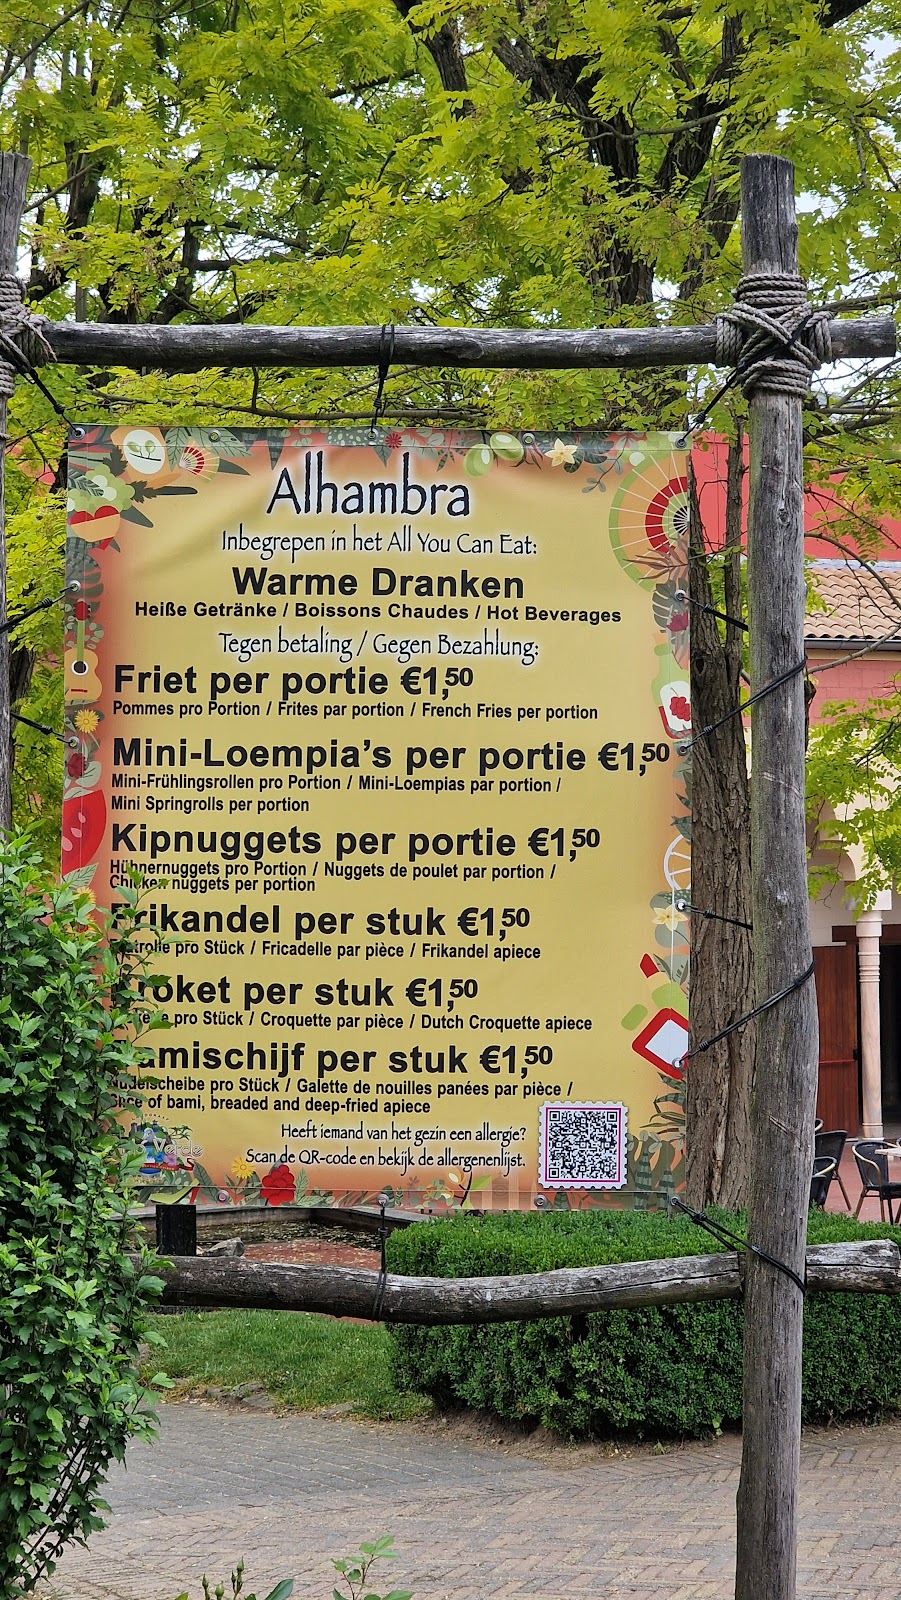 Alhambra
Inbegrepen in het All You Can Eat:
Warme Dranken
Heiße Getränke / Boissons Chaudes / Hot Beverages
Tegen betaling / Gegen Bezahlung:
Friet per portie €1,50
Pommes pro Portion / Frites par portion / French Fries per portion
Mini-Loempia's per portie €1,50
Mini-Frühlingsrollen pro Portion / Mini-Loempias par portion /
Mini Springrolls per portion
Kipnuggets per portie €1,50
Hühnernuggets pro Portion / Nuggets de poulet par portion /
Chicken nuggets per portion
Frikandel per stuk €1,50
pro Stück / Fricadelle par pièce / Frikandel apiece
Kroket per stuk €1,50
pro Stück / Croquette par pièce / Dutch Croquette apiece
Bamischijf per stuk €1,50
Nudelscheibe pro Stück / Galette de nouilles panées par pièce /
Slice of bami, breaded and deep-fried apiece
Heeft iemand van het gezin een allergie?
Scan de QR-code en bekijk de allergenenlijst.